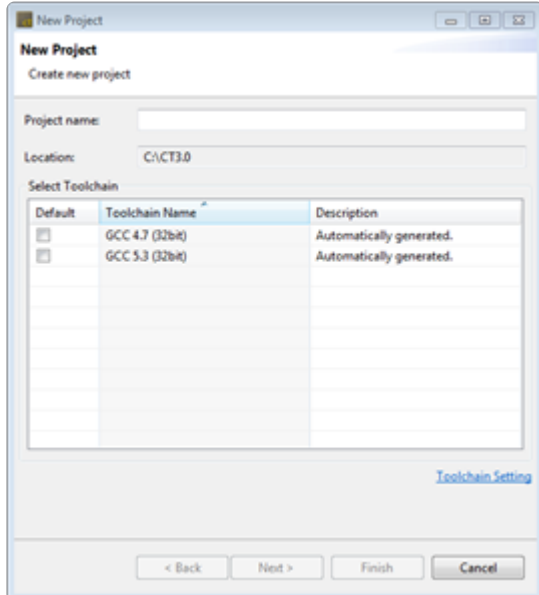 New Project
New Project
Create new project
Project name:
Location: C:\CT3.0
Select Toolchain
Default Toolchain Name Description
GCC 4.7 (32bit) Automatically generated.
GCC 5.3 (32bit) Automatically generated.
Toolchain Setting
< Back Next > Finish Cancel